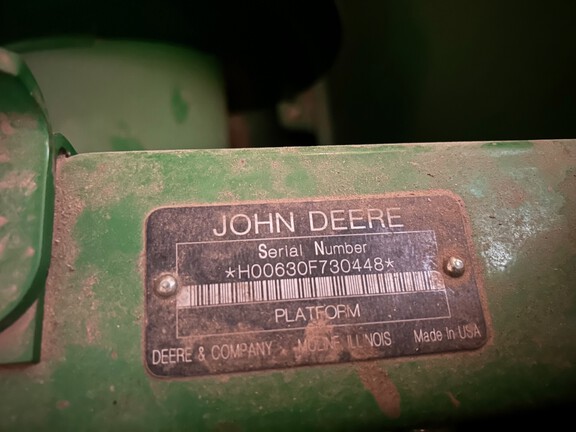 JOHN DEERE
Serial Number
*H00630F730448*
PLATFORM
DEERE & COMPANY MOLINE ILLINOIS Made In USA